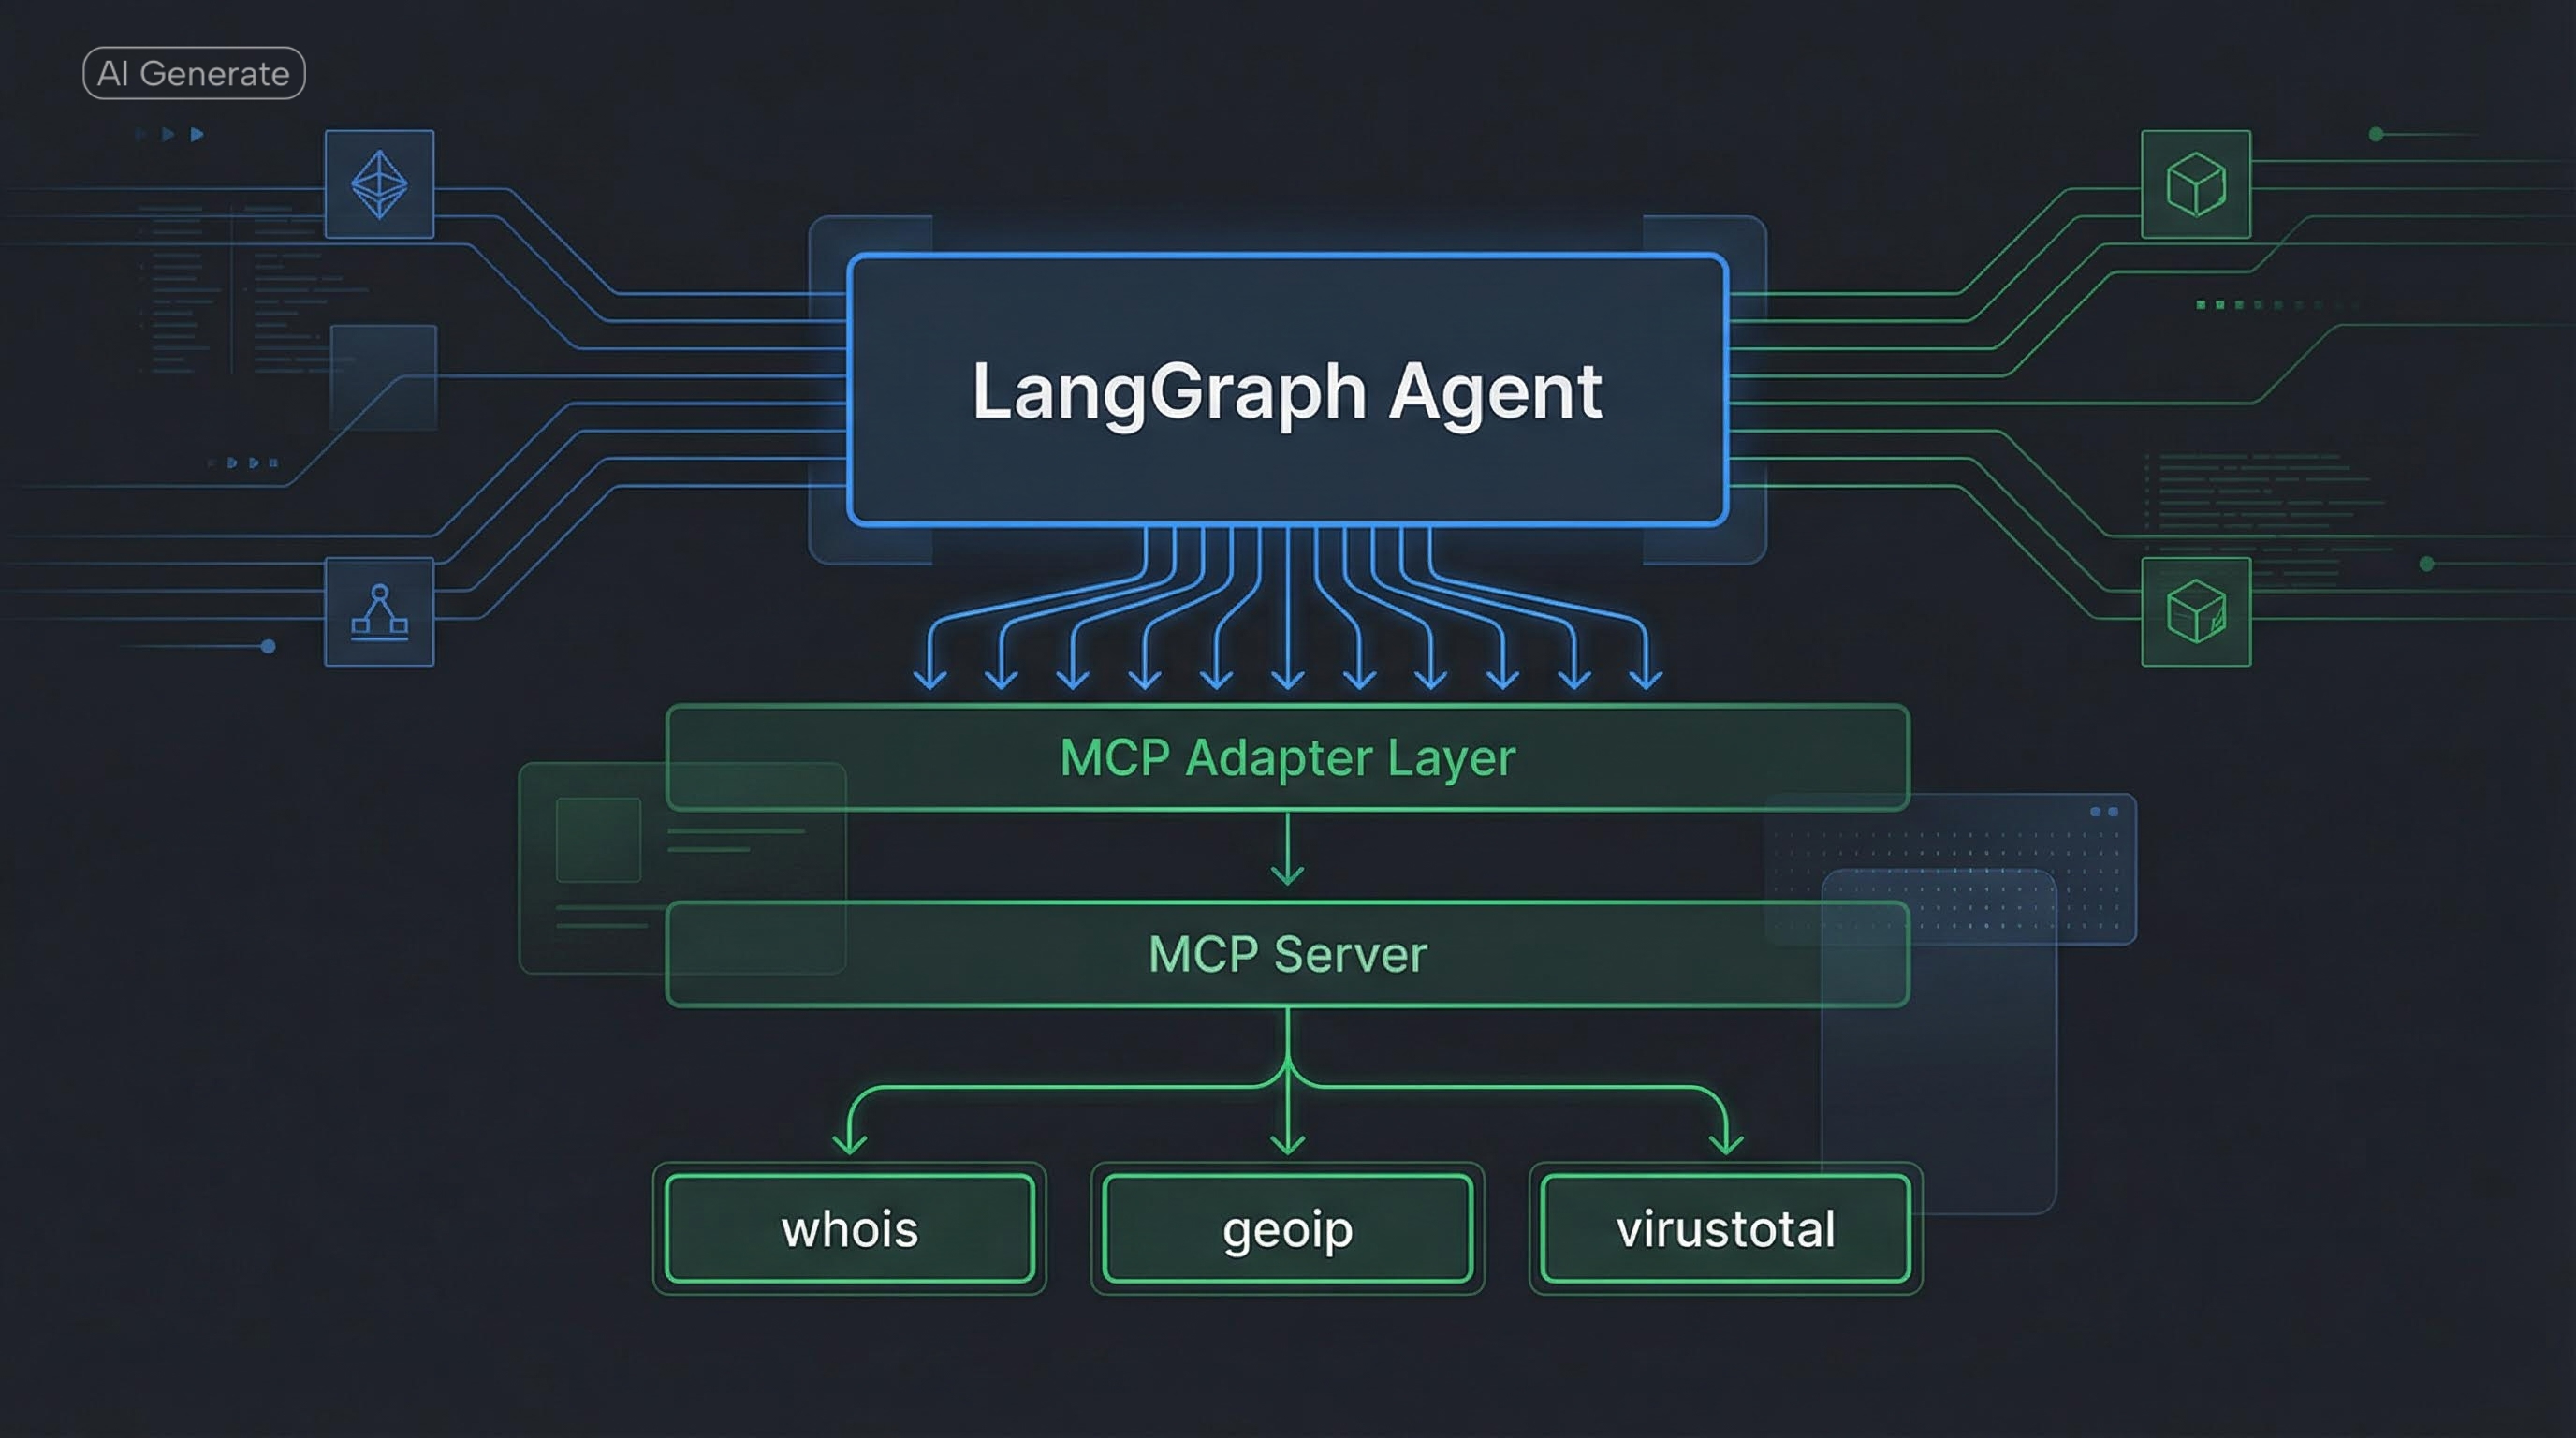 AI Generate
LangGraph Agent
MCP Adapter Layer
MCP Server
whois
geoip
virustotal